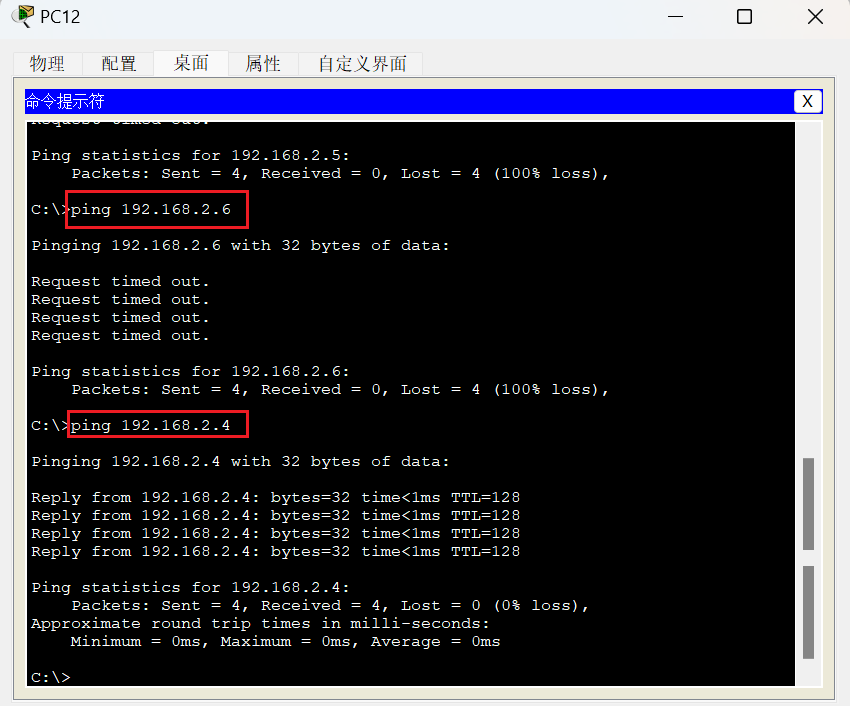 PC12
物理 配置 桌面 属性 自定义界面
命令提示符
X
Request timed out.
Ping statistics for 192.168.2.5:
Packets: Sent = 4, Received = 0, Lost = 4 (100% loss),
C:\>ping 192.168.2.6
Pinging 192.168.2.6 with 32 bytes of data:
Request timed out.
Request timed out.
Request timed out.
Request timed out.
Ping statistics for 192.168.2.6:
Packets: Sent = 4, Received = 0, Lost = 4 (100% loss),
C:\>ping 192.168.2.4
Pinging 192.168.2.4 with 32 bytes of data:
Reply from 192.168.2.4: bytes=32 time<1ms TTL=128
Reply from 192.168.2.4: bytes=32 time<1ms TTL=128
Reply from 192.168.2.4: bytes=32 time<1ms TTL=128
Reply from 192.168.2.4: bytes=32 time<1ms TTL=128
Ping statistics for 192.168.2.4:
Packets: Sent = 4, Received = 4, Lost = 0 (0% loss),
Approximate round trip times in milli-seconds:
Minimum = 0ms, Maximum = 0ms, Average = 0ms
C:\>